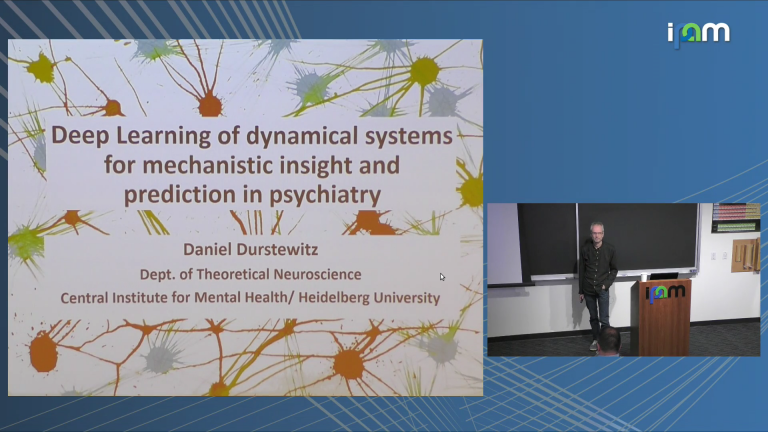 ipam
Deep Learning of dynamical systems
for mechanistic insight and
prediction in psychiatry
Daniel Durstewitz
Dept. of Theoretical Neuroscience
Central Institute for Mental Health/ Heidelberg University
ipam